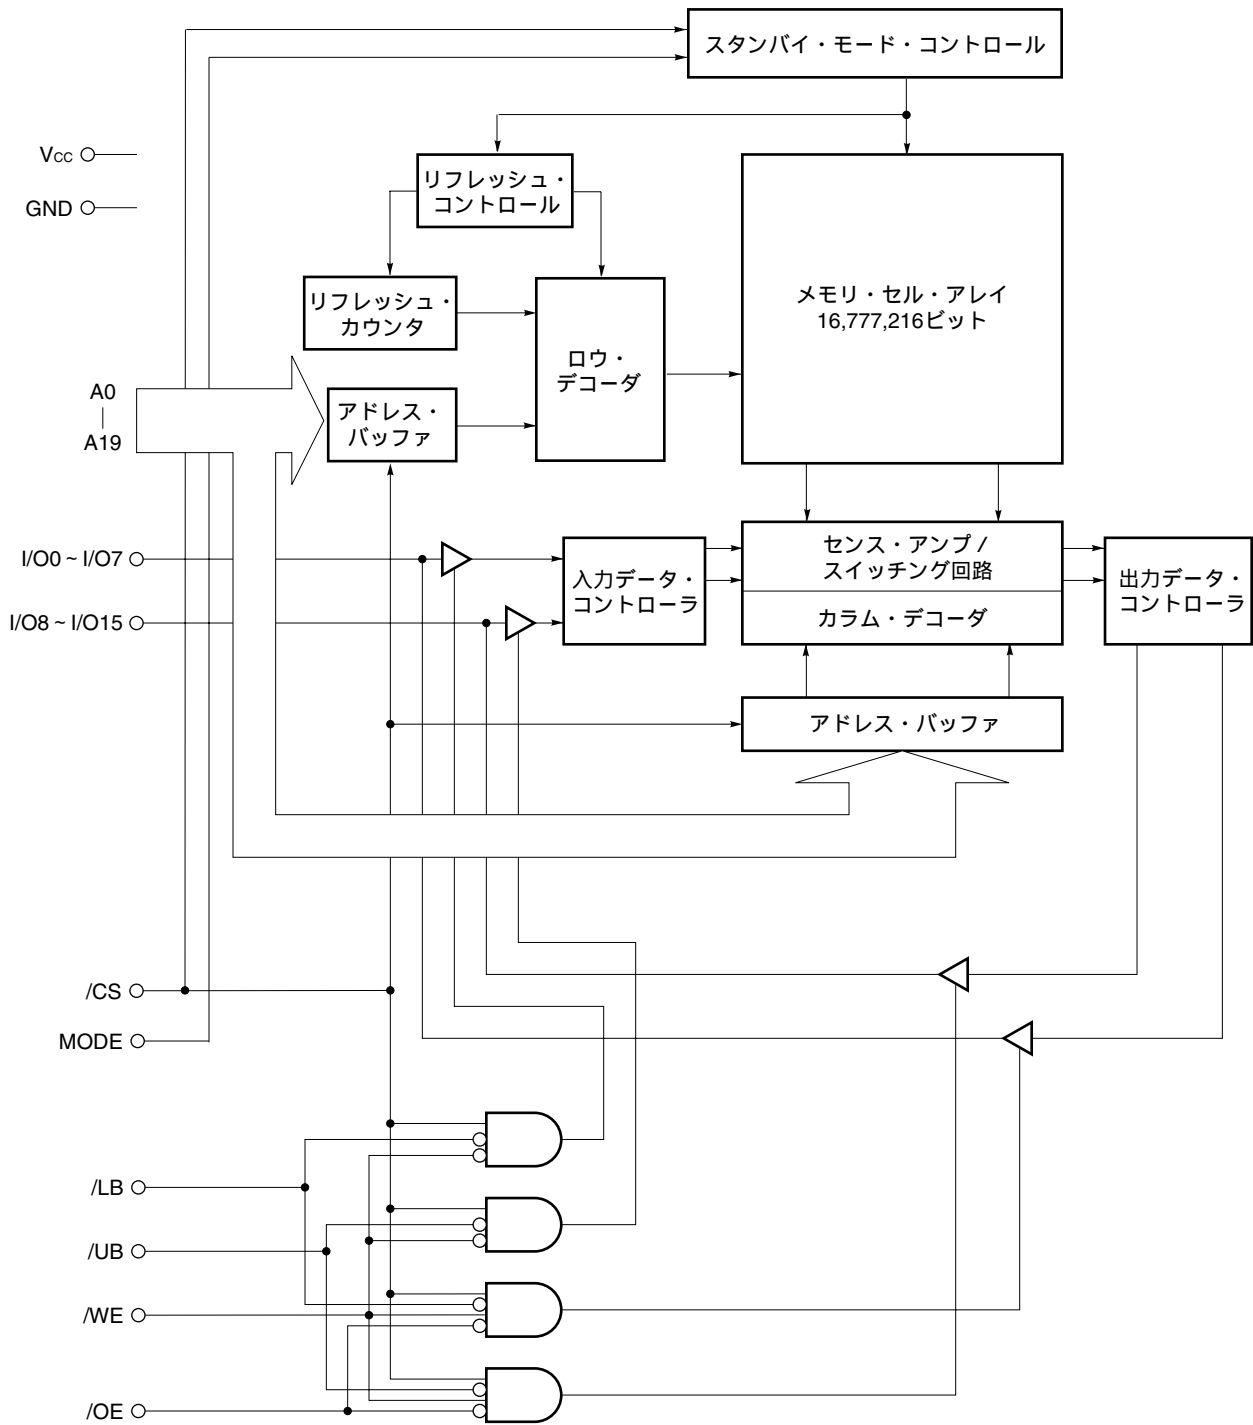 スタンバイ・モード・コントロール
VCC
GND
リフレッシュ・
コントロール
リフレッシュ・
カウンタ
メモリ・セル・アレイ
16,777,216ビット
ロウ・
デコーダ
A0
A19
アドレス・
バッファ
I/O0 ~ I/O7
I/O8 ~ I/O15
入力データ・
コントローラ
センス・アンプ /
スイッチング回路
カラム・デコーダ
出力データ・
コントローラ
アドレス・バッファ
/CS
MODE
/LB
/UB
/WE
/OE